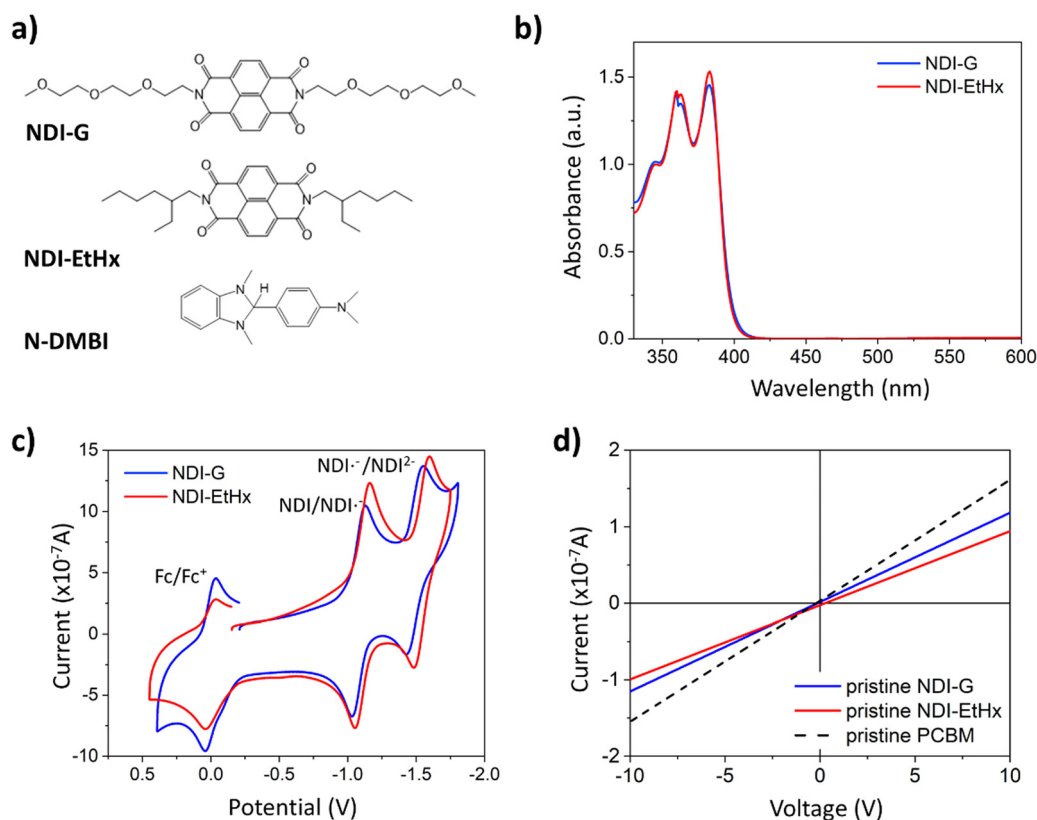 a)
O O
O O O N N O O O
O O
NDI-G
O O
N N
O O
NDI-EtHx
N H
N
N
N-DMBI
b)
NDI-G
NDI-EtHx
Absorbance (a.u.)
1.5
1.0
0.5
0.0
350 400 450 500 550 600
Wavelength (nm)
c)
NDI-G
NDI-EtHx
NDI·⁻/NDI²⁻
NDI/NDI·⁻
Fc/Fc⁺
Current (x10⁻⁷A)
15
10
5
0
-5
-10
0.5 0.0 -0.5 -1.0 -1.5 -2.0
Potential (V)
d)
Current (x10⁻⁷A)
2
1
0
-1
-2
pristine NDI-G
pristine NDI-EtHx
pristine PCBM
-10 -5 0 5 10
Voltage (V)